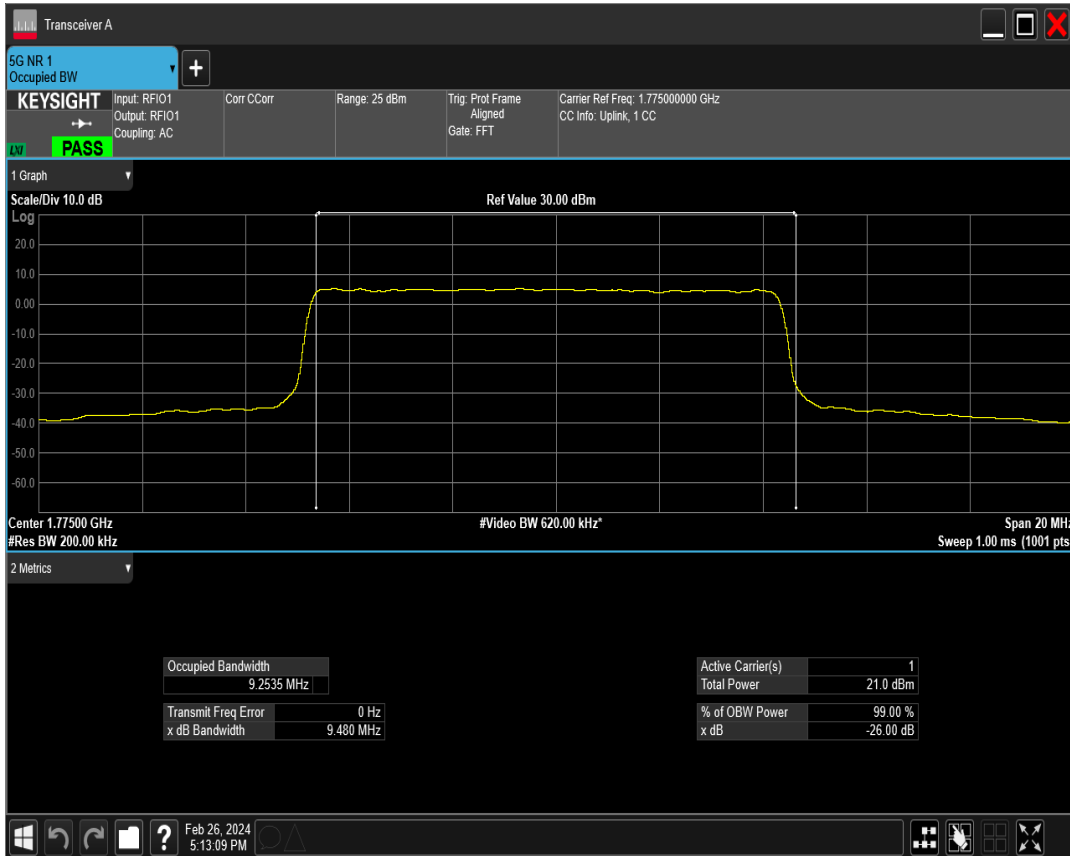 Transceiver A
5G NR 1
Occupied BW
KEYSIGHT
LXI
PASS
Input: RFIO1
Output: RFIO1
Coupling: AC
Corr CCorr
Range: 25 dBm
Trig: Prot Frame
Aligned
Gate: FFT
Carrier Ref Freq: 1.775000000 GHz
CC Info: Uplink, 1 CC
1 Graph
Scale/Div 10.0 dB
Ref Value 30.00 dBm
Log
20.0
10.0
0.00
-10.0
-20.0
-30.0
-40.0
-50.0
-60.0
Center 1.77500 GHz
#Video BW 620.00 kHz*
Span 20 MHz
#Res BW 200.00 kHz
Sweep 1.00 ms (1001 pts
2 Metrics
Occupied Bandwidth
9.2535 MHz
Transmit Freq Error 0 Hz
x dB Bandwidth 9.480 MHz
Active Carrier(s) 1
Total Power 21.0 dBm
% of OBW Power 99.00 %
x dB -26.00 dB
?
Feb 26, 2024
5:13:09 PM